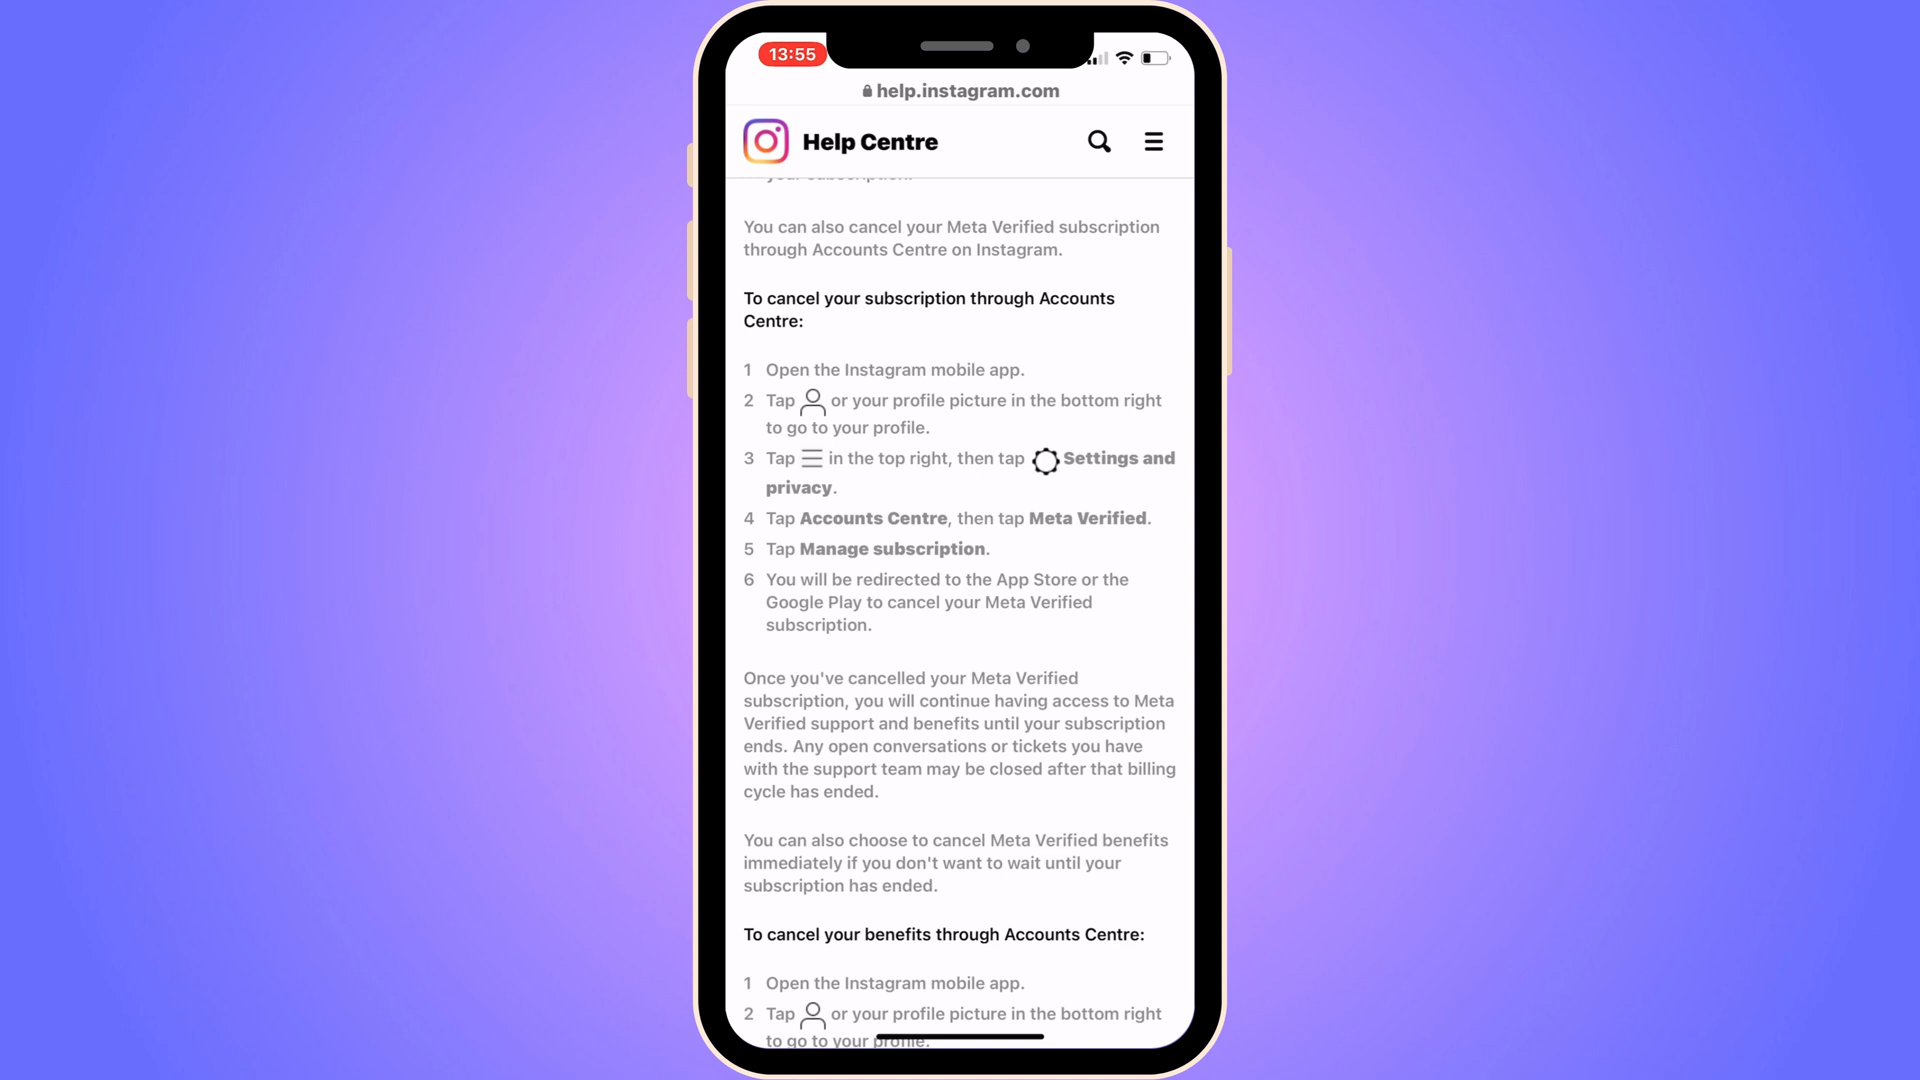 13:55
help.instagram.com
Help Centre
your subscription.
You can also cancel your Meta Verified subscription
through Accounts Centre on Instagram.
To cancel your subscription through Accounts
Centre:
1 Open the Instagram mobile app.
2 Tap or your profile picture in the bottom right
to go to your profile.
3 Tap in the top right, then tap Settings and
privacy.
4 Tap Accounts Centre, then tap Meta Verified.
5 Tap Manage subscription.
6 You will be redirected to the App Store or the
Google Play to cancel your Meta Verified
subscription.
Once you've cancelled your Meta Verified
subscription, you will continue having access to Meta
Verified support and benefits until your subscription
ends. Any open conversations or tickets you have
with the support team may be closed after that billing
cycle has ended.
You can also choose to cancel Meta Verified benefits
immediately if you don't want to wait until your
subscription has ended.
To cancel your benefits through Accounts Centre:
1 Open the Instagram mobile app.
2 Tap or your profile picture in the bottom right
to go to your profile.